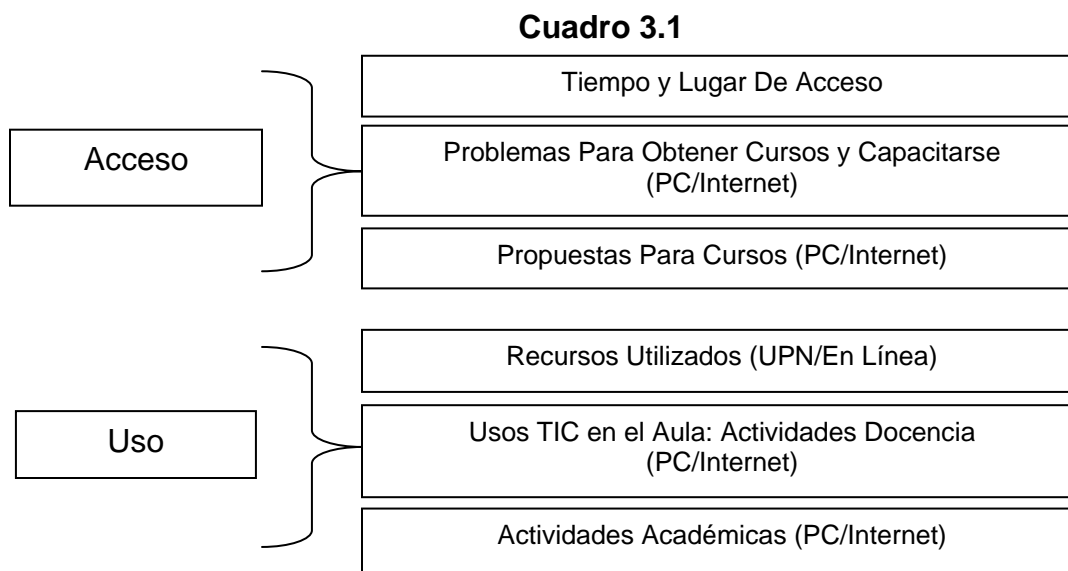 Cuadro 3.1
Acceso
Tiempo y Lugar De Acceso
Problemas Para Obtener Cursos y Capacitarse
(PC/Internet)
Propuestas Para Cursos (PC/Internet)
Uso
Recursos Utilizados (UPN/En Línea)
Usos TIC en el Aula: Actividades Docencia
(PC/Internet)
Actividades Académicas (PC/Internet)